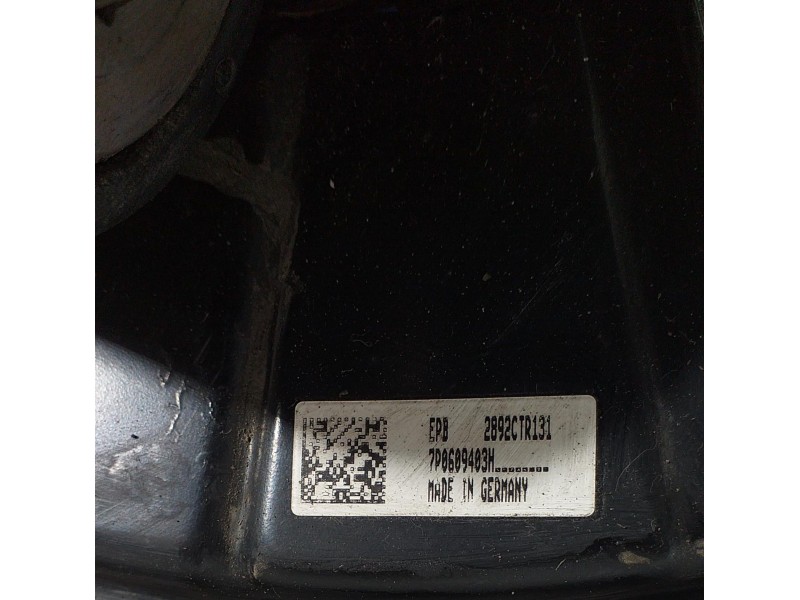 EPB 2892CTR131
7P0609403H
MADE IN GERMANY